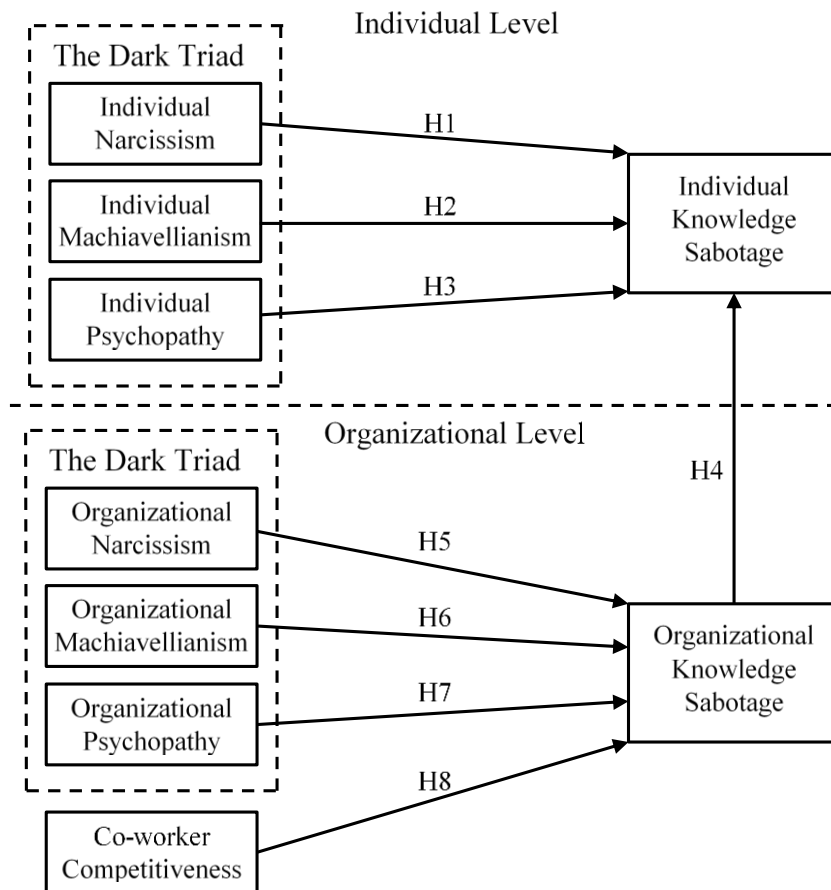 Individual Level
The Dark Triad
Individual
Narcissism
H1
Individual
Machiavellianism
H2
Individual
Knowledge
Sabotage
Individual
Psychopathy
H3
Organizational Level
The Dark Triad
H4
Organizational
Narcissism
H5
Organizational
Machiavellianism
H6
Organizational
Knowledge
Sabotage
Organizational
Psychopathy
H7
H8
Co-worker
Competitiveness